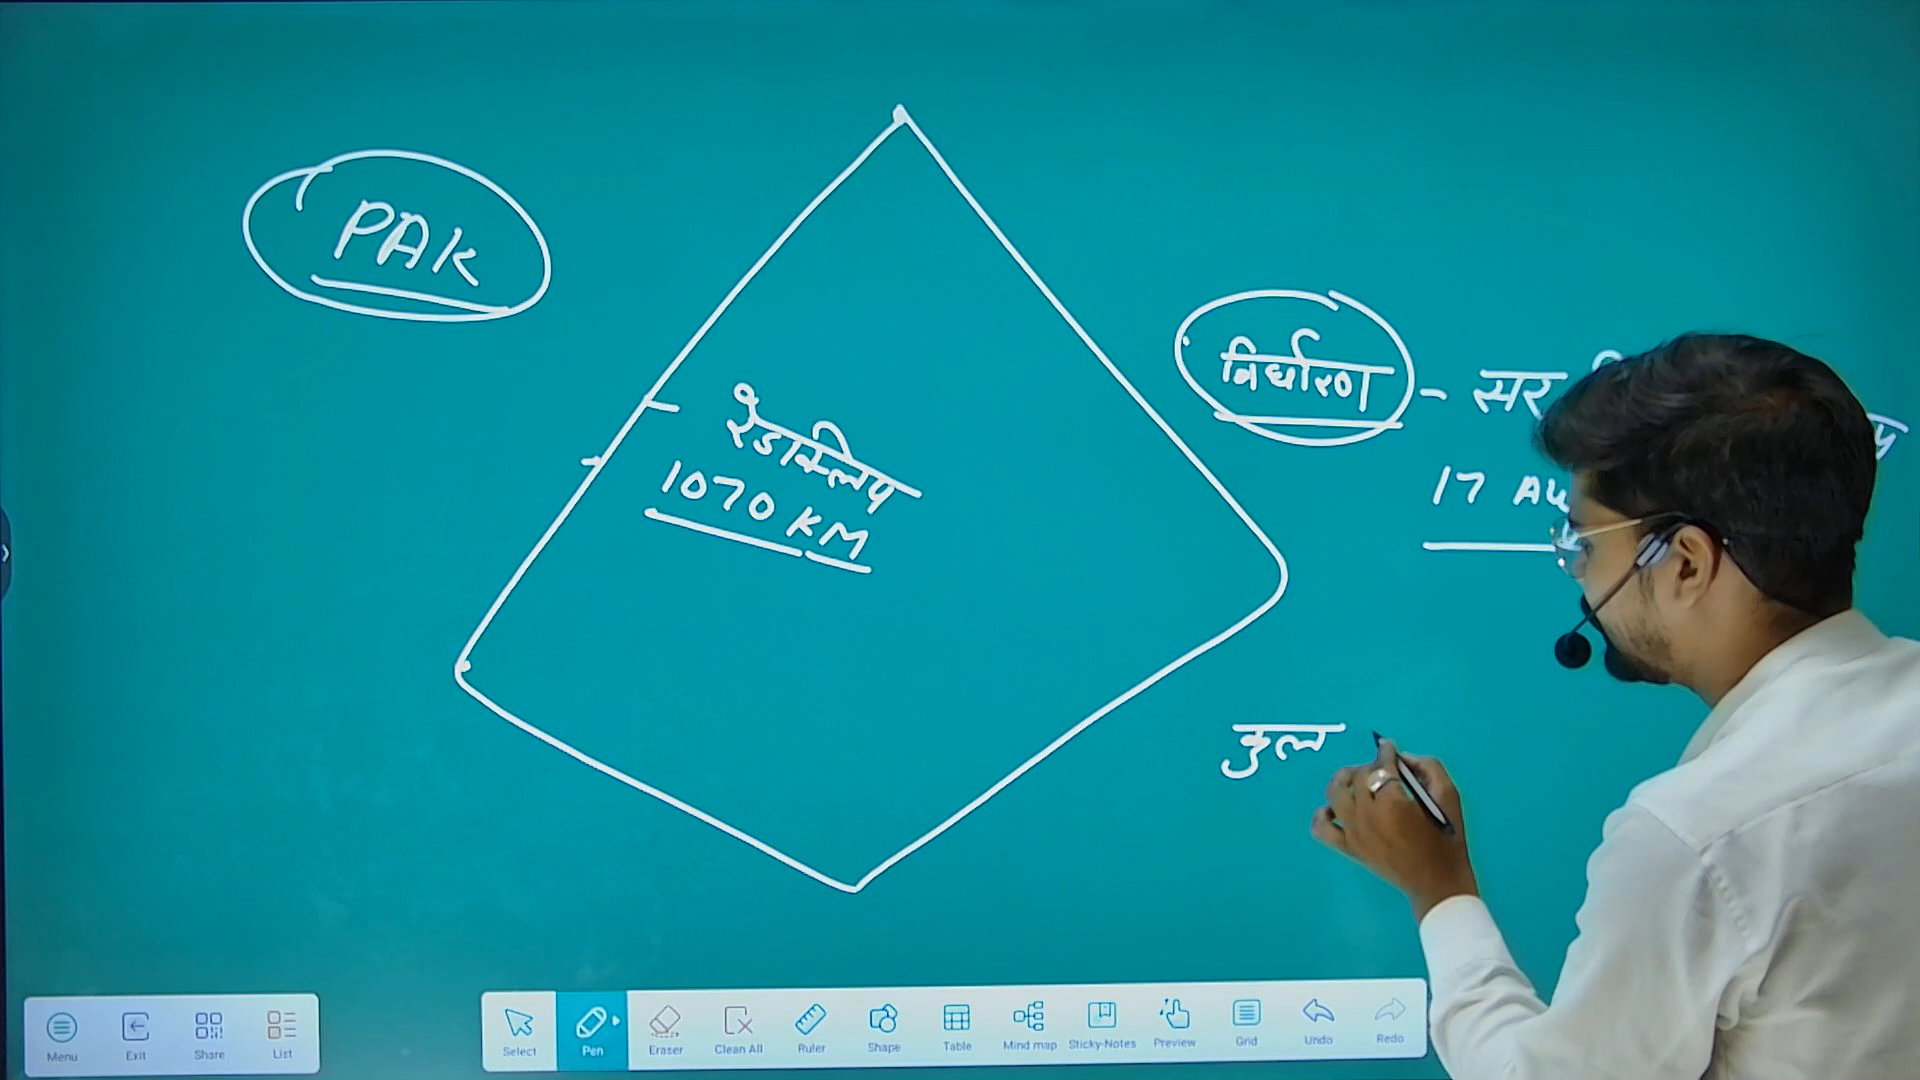 PAK
रेडक्लिप
1070 KM
निर्धारण - सर
17
कुल
Menu
Exit
Share
List
Select
Pen
Eraser
Clean All
Ruler
Shape
Table
Mind map
Sticky-Notes
Preview
Grid
Undo
Redo